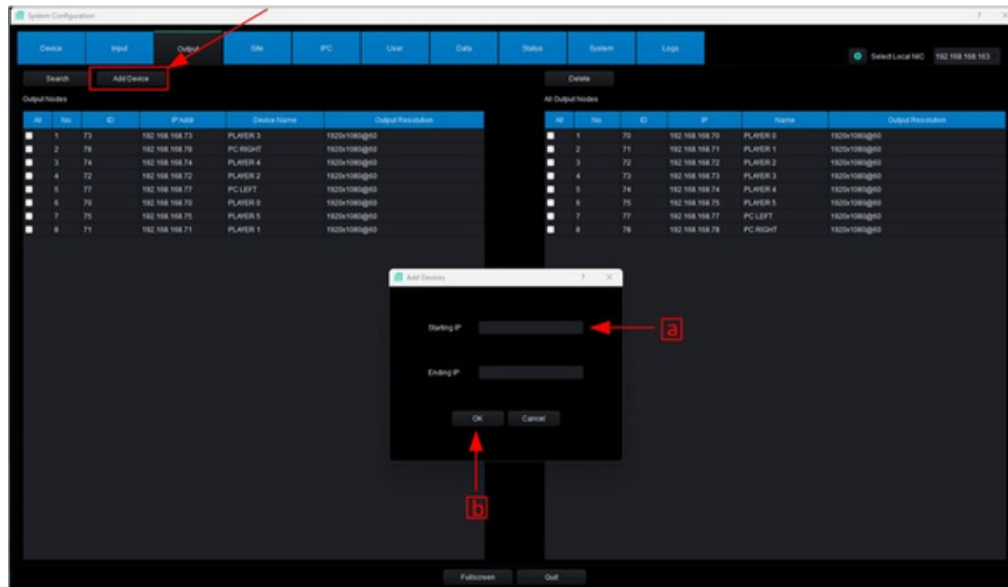 System Configuration
Device Input Output Site IPC User Data Status System Logs
Select Local NIC 192.168.168.163
Search Add Device Delete
Output Nodes All Output Nodes
All No. ID IP Addr Device Name Output Resolution All No. ID IP Name Output Resolution
1 73 192.168.168.73 PLAYER 3 1920x1080@60 1 70 192.168.168.70 PLAYER 0 1920x1080@60
2 78 192.168.168.78 PC RIGHT 1920x1080@60 2 71 192.168.168.71 PLAYER 1 1920x1080@60
3 74 192.168.168.74 PLAYER 4 1920x1080@60 3 72 192.168.168.72 PLAYER 2 1920x1080@60
4 72 192.168.168.72 PLAYER 2 1920x1080@60 4 73 192.168.168.73 PLAYER 3 1920x1080@60
5 77 192.168.168.77 PC LEFT 1920x1080@60 5 74 192.168.168.74 PLAYER 4 1920x1080@60
6 70 192.168.168.70 PLAYER 0 1920x1080@60 6 75 192.168.168.75 PLAYER 5 1920x1080@60
7 75 192.168.168.75 PLAYER 5 1920x1080@60 7 77 192.168.168.77 PC LEFT 1920x1080@60
8 71 192.168.168.71 PLAYER 1 1920x1080@60 8 78 192.168.168.78 PC RIGHT 1920x1080@60
Add Devices ?
Starting IP
a
Ending IP
OK Cancel
b
Fullscreen Quit